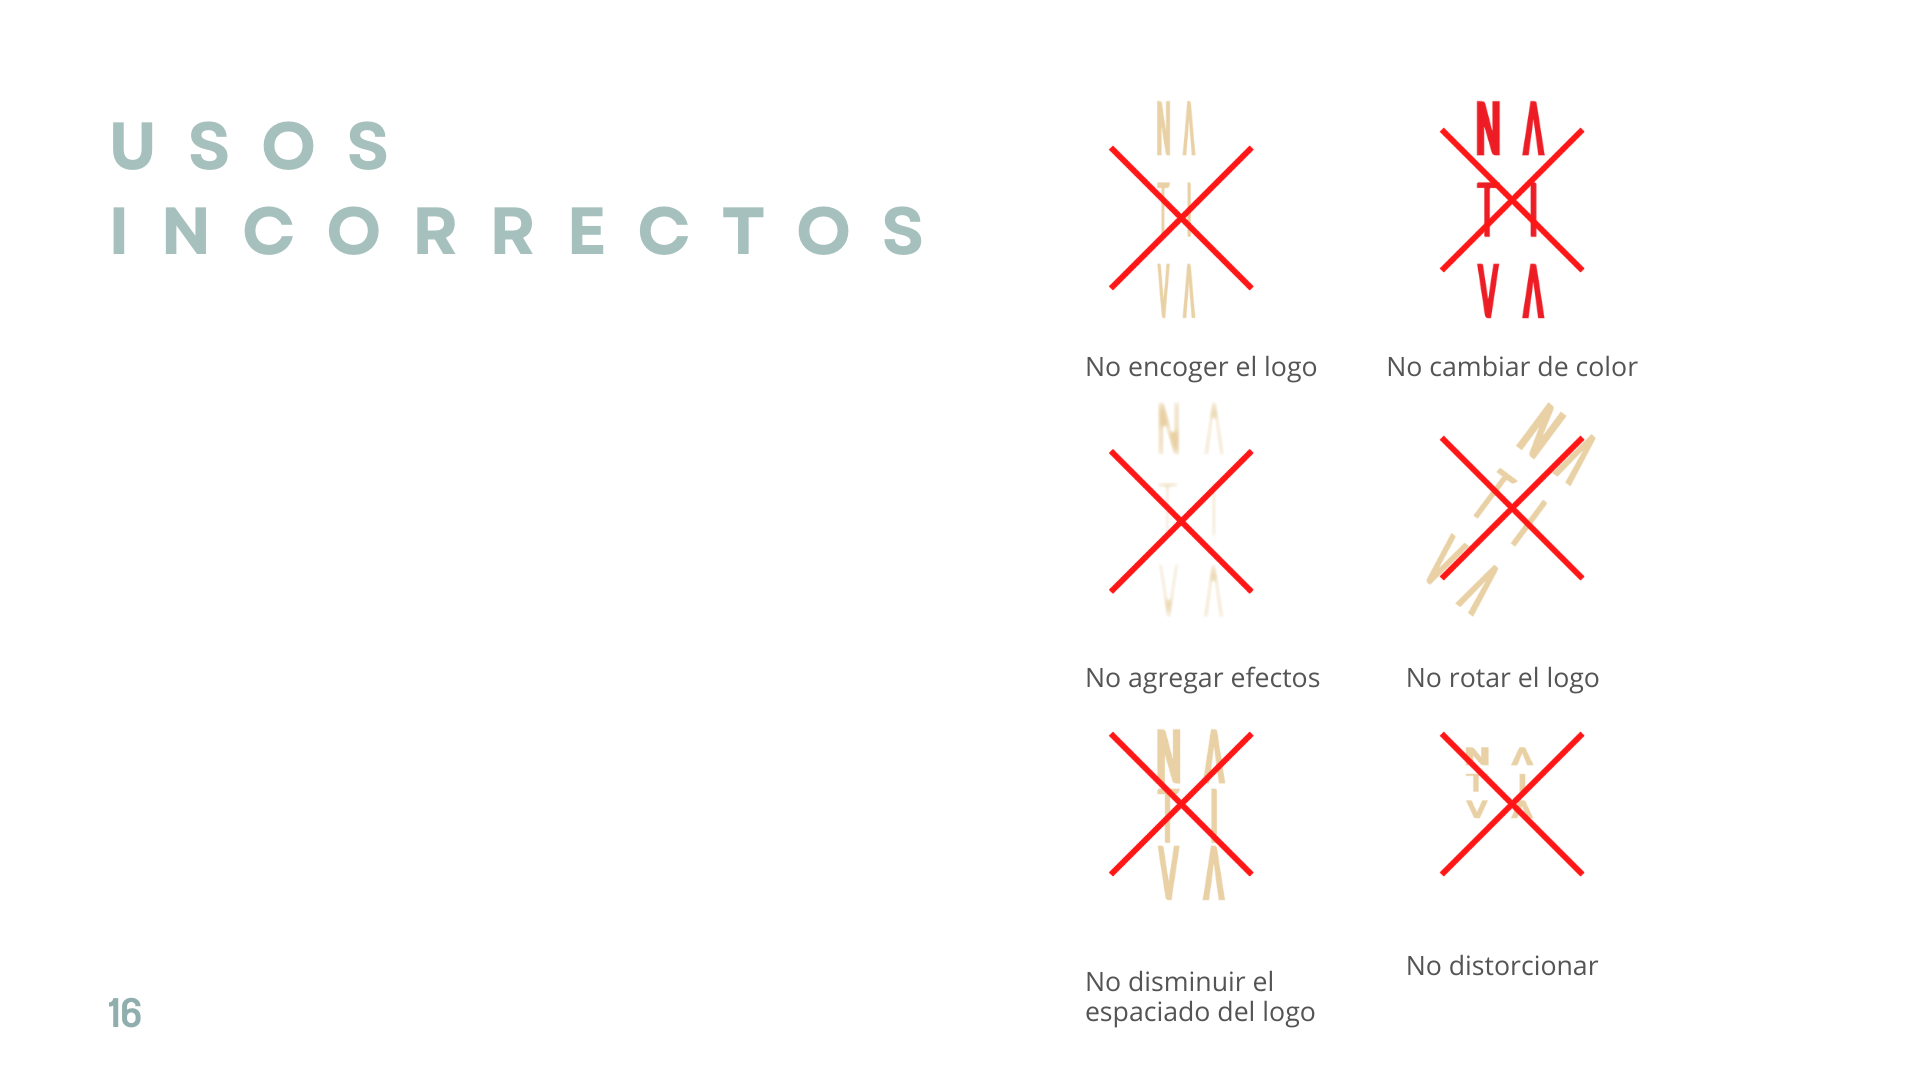 USOS
INCORRECTOS
NA
TI
VA
No encoger el logo
NA
TI
VA
No cambiar de color
NA
TI
VA
No agregar efectos
NA
TI
VA
No rotar el logo
NA
TI
VA
No disminuir el
espaciado del logo
NA
TI
VA
No distorcionar
16